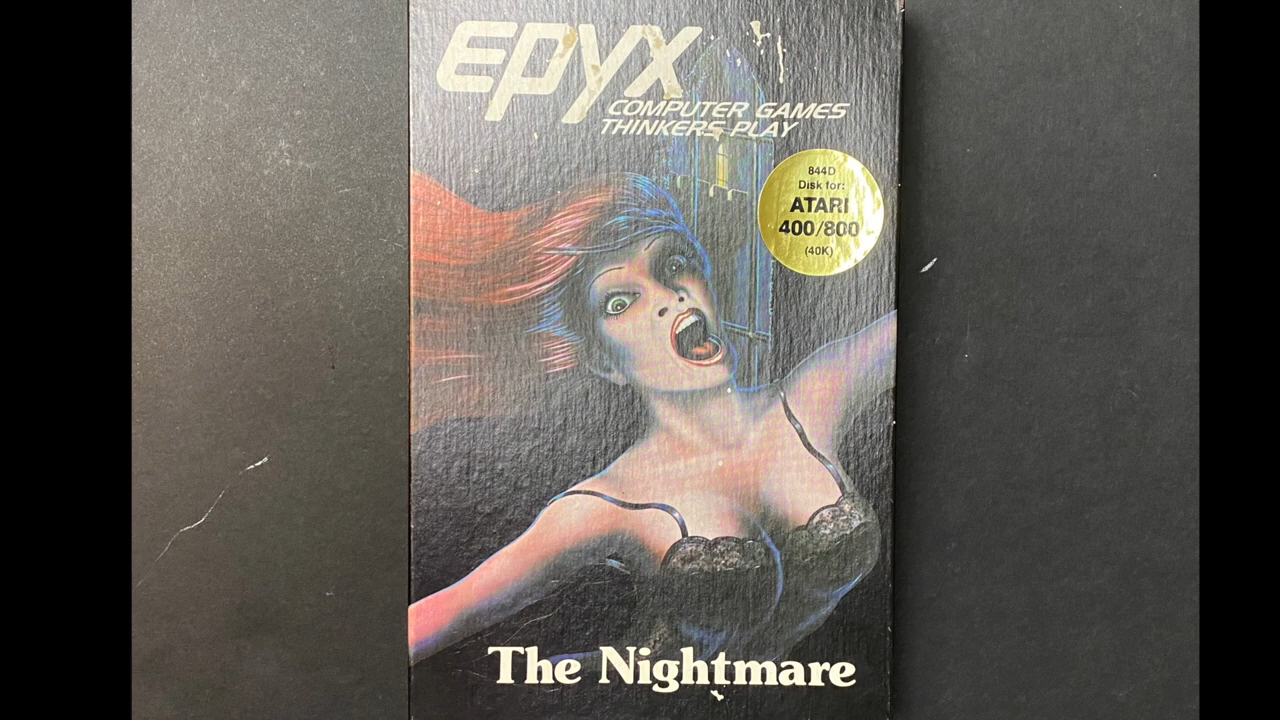 EPYX
COMPUTER GAMES
THINKERS PLAY
844D
Disk for:
ATARI
400/800
(40K)
The Nightmare